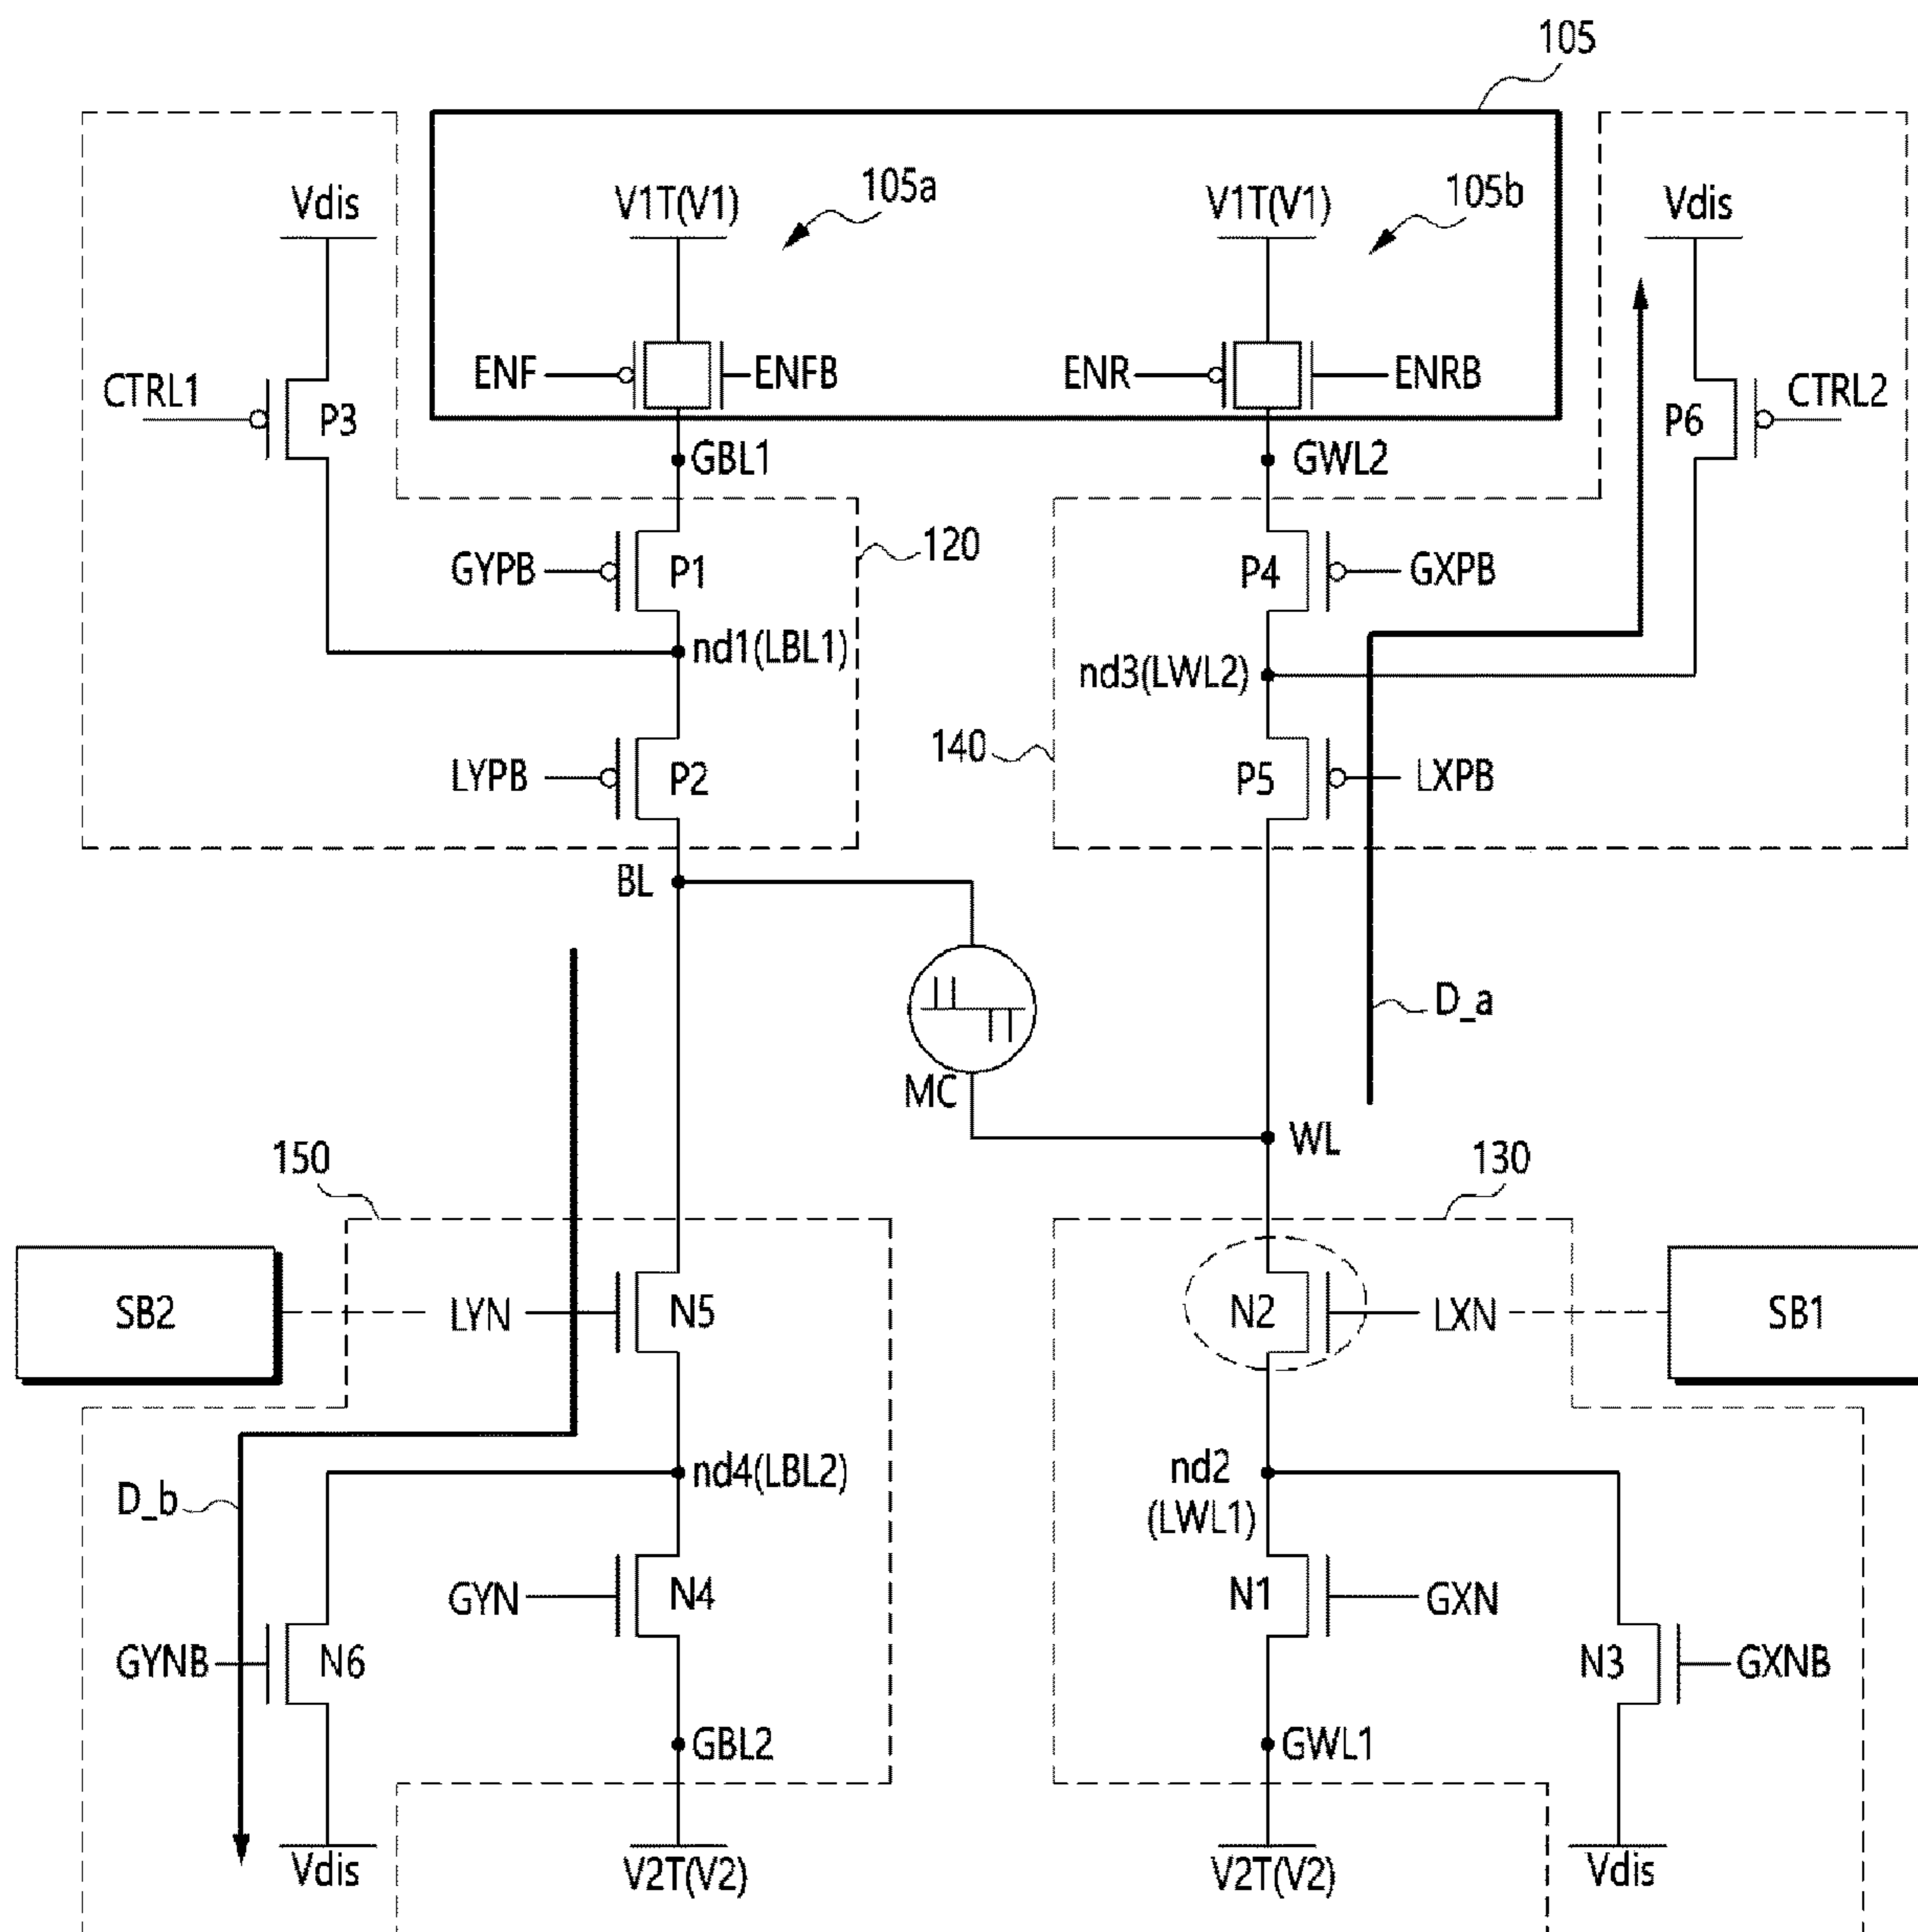 105
Vdis
V1T(V1)
105a
V1T(V1)
105b
Vdis
CTRL1
P3
ENF
ENFB
ENR
ENRB
P6
CTRL2
GBL1
GWL2
GYPB
P1
120
P4
GXPB
nd1(LBL1)
nd3(LWL2)
LYPB
P2
140
P5
LXPB
BL
MC
D_a
WL
150
130
SB2
LYN
N5
N2
LXN
SB1
D_b
nd4(LBL2)
nd2
(LWL1)
GYN
N4
N1
GXN
GYNB
N6
N3
GXNB
GBL2
GWL1
Vdis
V2T(V2)
V2T(V2)
Vdis